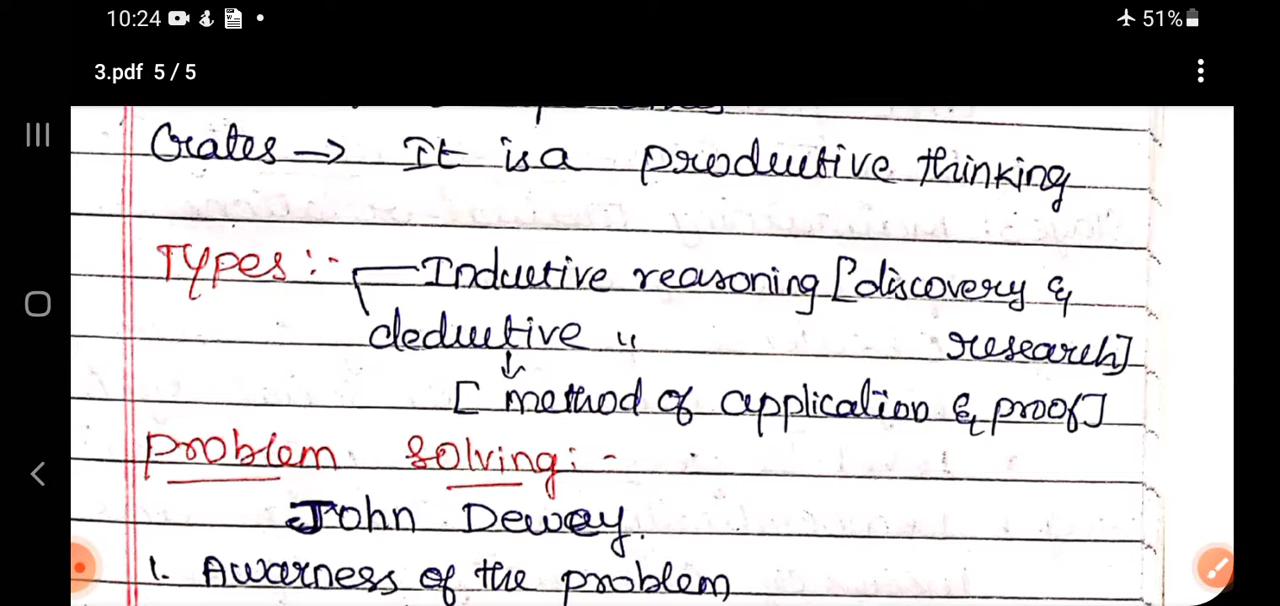 10:24
51%
3.pdf 5 / 5
Grates → It is a productive thinking
Types :- Inductive reasoning [discovery &
deductive " research]
↓
[ method of application & proof]
Problem Solving :-
John Dewey.
1. Awarness of the problem